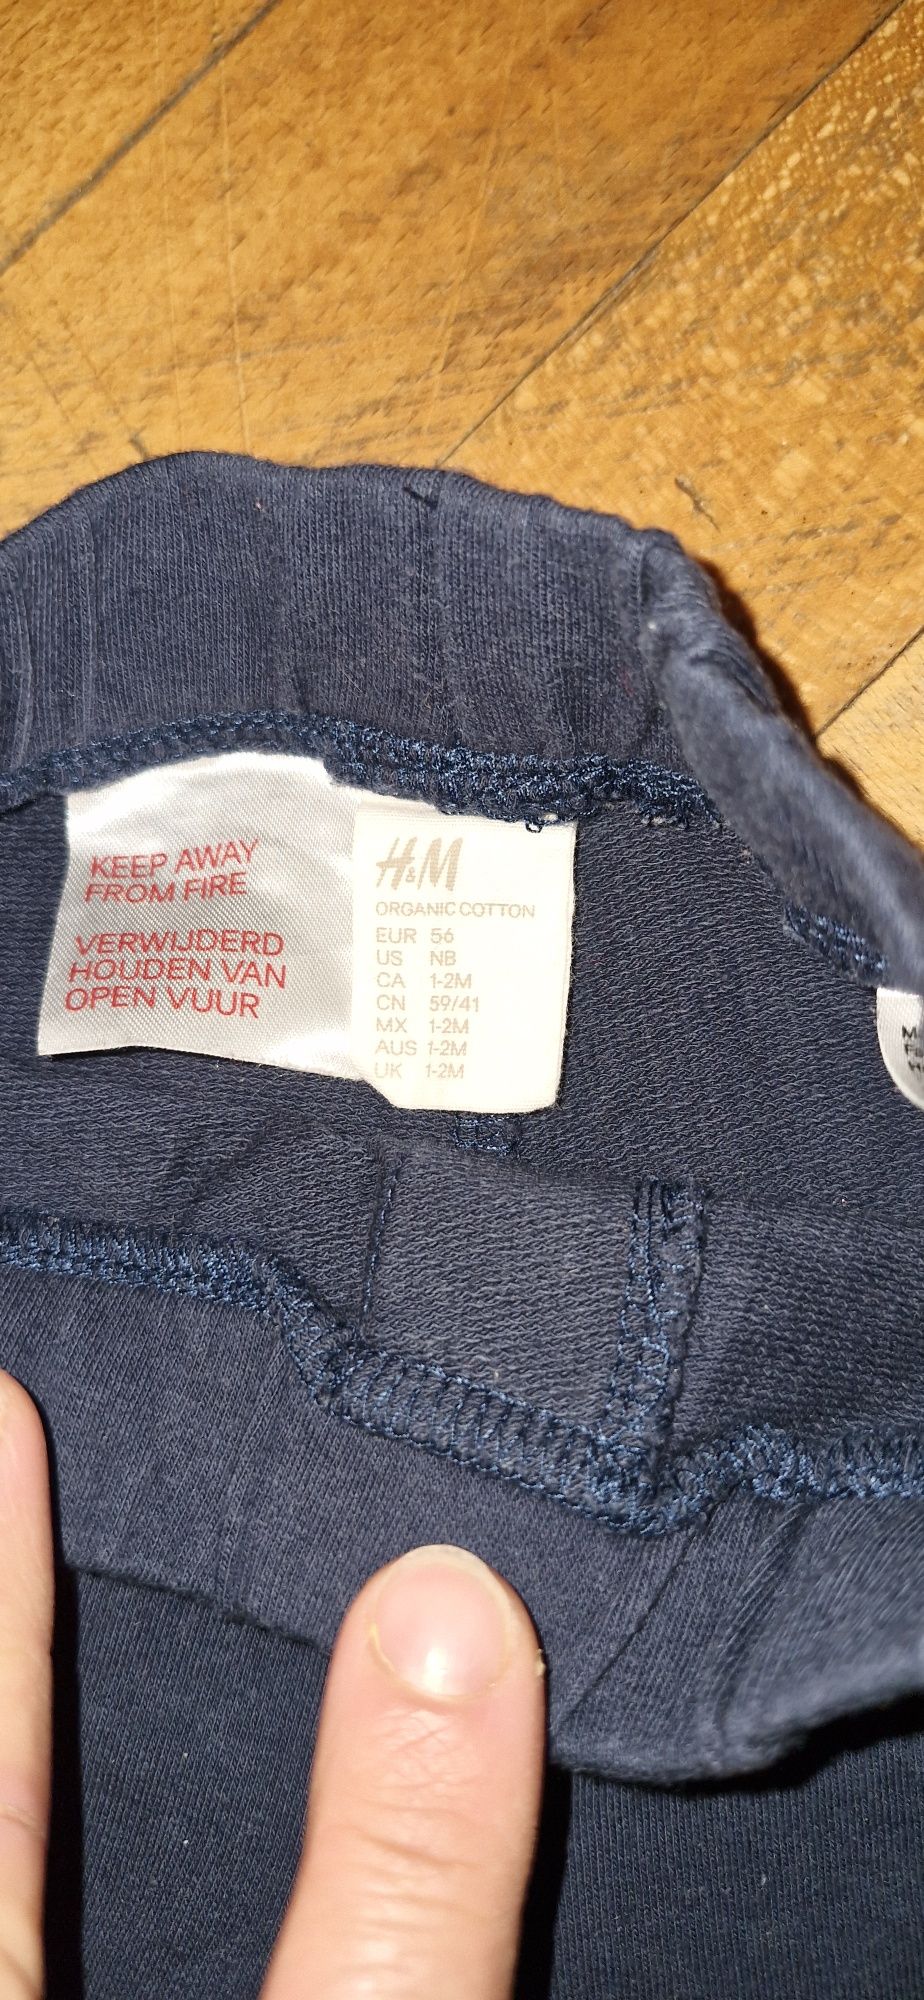 KEEP AWAY
FROM FIRE
VERWIJDERD
HOUDEN VAN
OPEN VUUR
H&M
ORGANIC COTTON
EUR 56
US NB
CA 1-2M
CN 59/41
MX 1-2M
AUS 1-2M
UK 1-2M